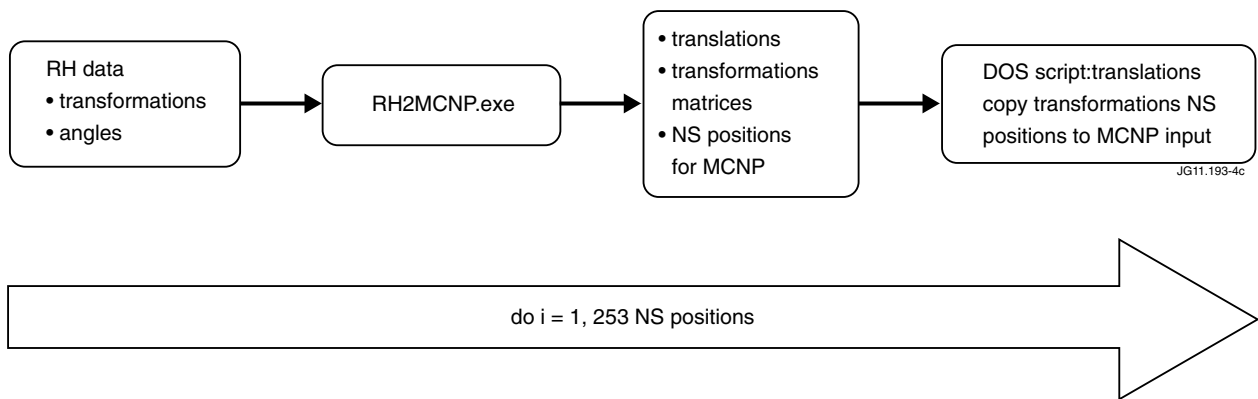 RH data
• transformations
• angles
RH2MCNP.exe
• translations
• transformations
matrices
• NS positions
for MCNP
DOS script:translations
copy transformations NS
positions to MCNP input
JG11.193-4c
do i = 1, 253 NS positions